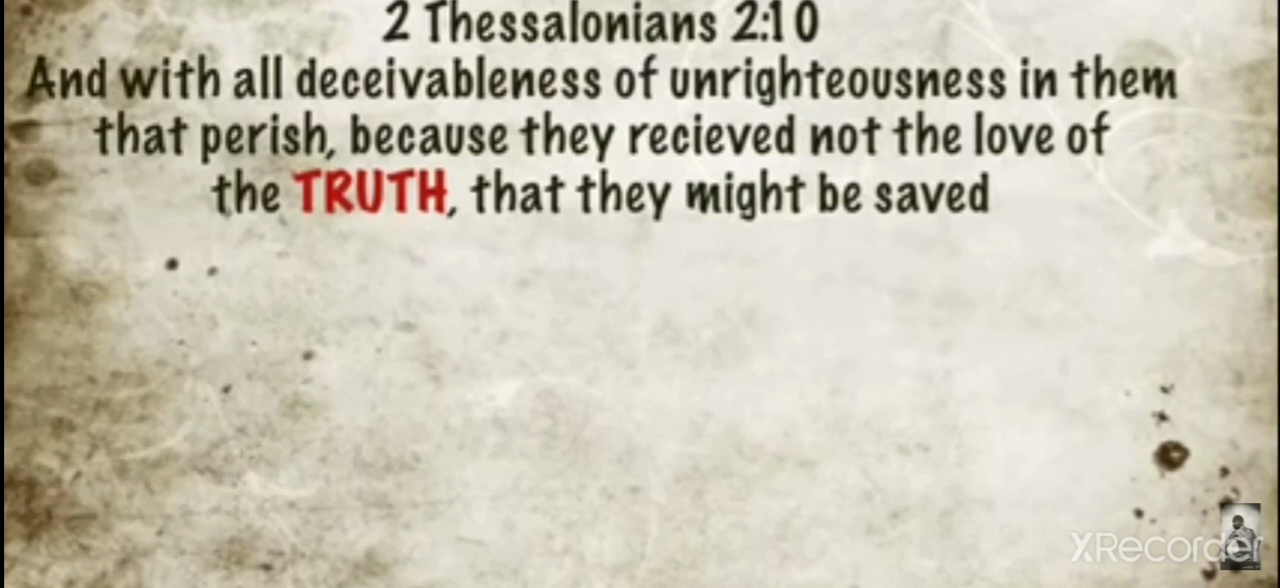 2 Thessalonians 2:10
And with all deceivableness of unrighteousness in them
that perish, because they recieved not the love of
the TRUTH, that they might be saved
XRecorder